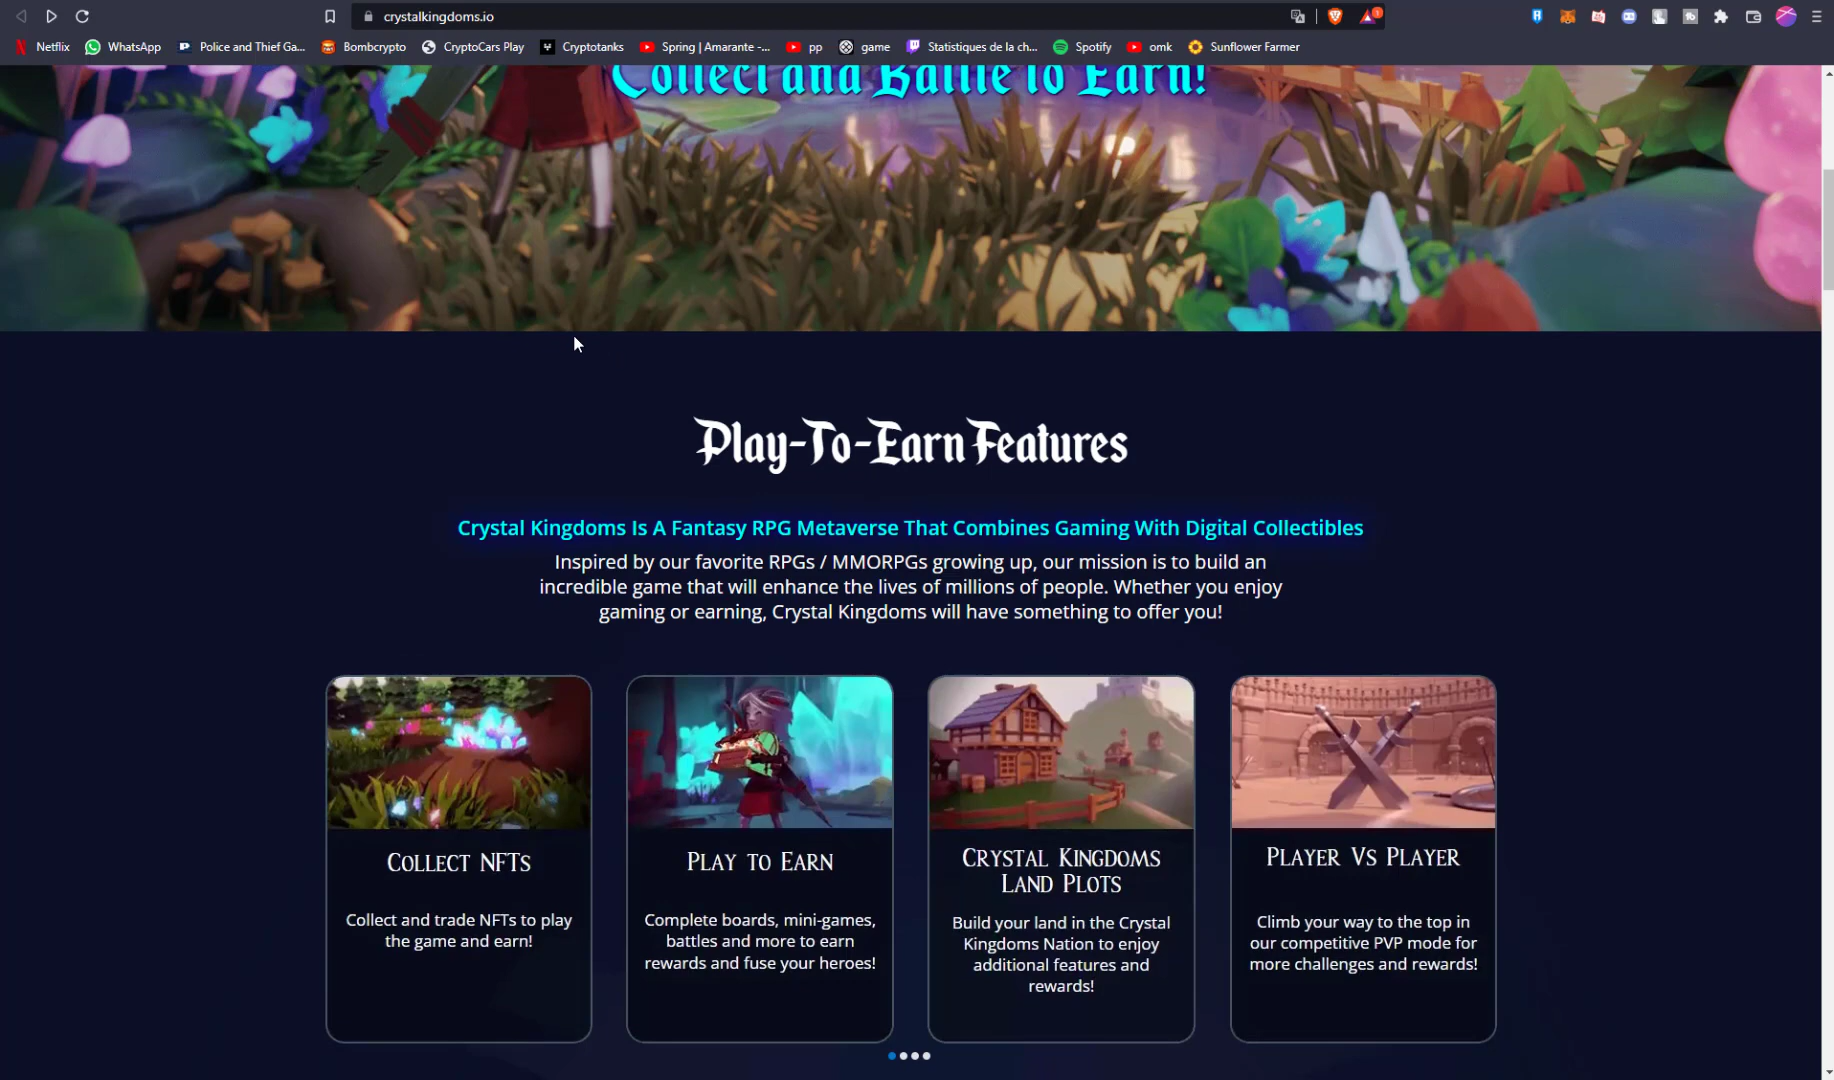 crystalkingdoms.io
1
Netflix WhatsApp Police and Thief Ga... Bombcrypto CryptoCars Play Cryptotanks Spring | Amarante -... pp game Statistiques de la ch... Spotify omk Sunflower Farmer
Collect and Battle to Earn!
Play-To-Earn Features
Crystal Kingdoms Is A Fantasy RPG Metaverse That Combines Gaming With Digital Collectibles
Inspired by our favorite RPGs / MMORPGs growing up, our mission is to build an
incredible game that will enhance the lives of millions of people. Whether you enjoy
gaming or earning, Crystal Kingdoms will have something to offer you!
Collect NFTs
Collect and trade NFTs to play
the game and earn!
Play to Earn
Complete boards, mini-games,
battles and more to earn
rewards and fuse your heroes!
Crystal Kingdoms
Land Plots
Build your land in the Crystal
Kingdoms Nation to enjoy
additional features and
rewards!
Player Vs Player
Climb your way to the top in
our competitive PVP mode for
more challenges and rewards!